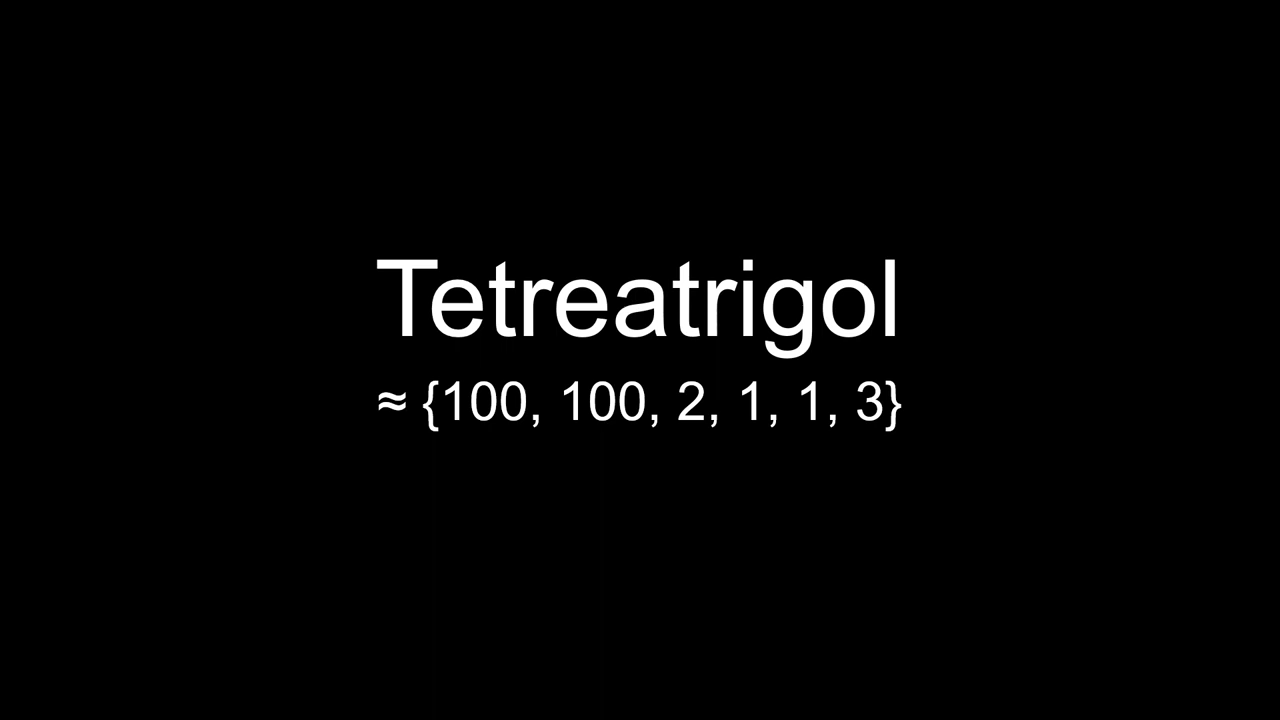 Tetreatrigol
≈ {100, 100, 2, 1, 1, 3}